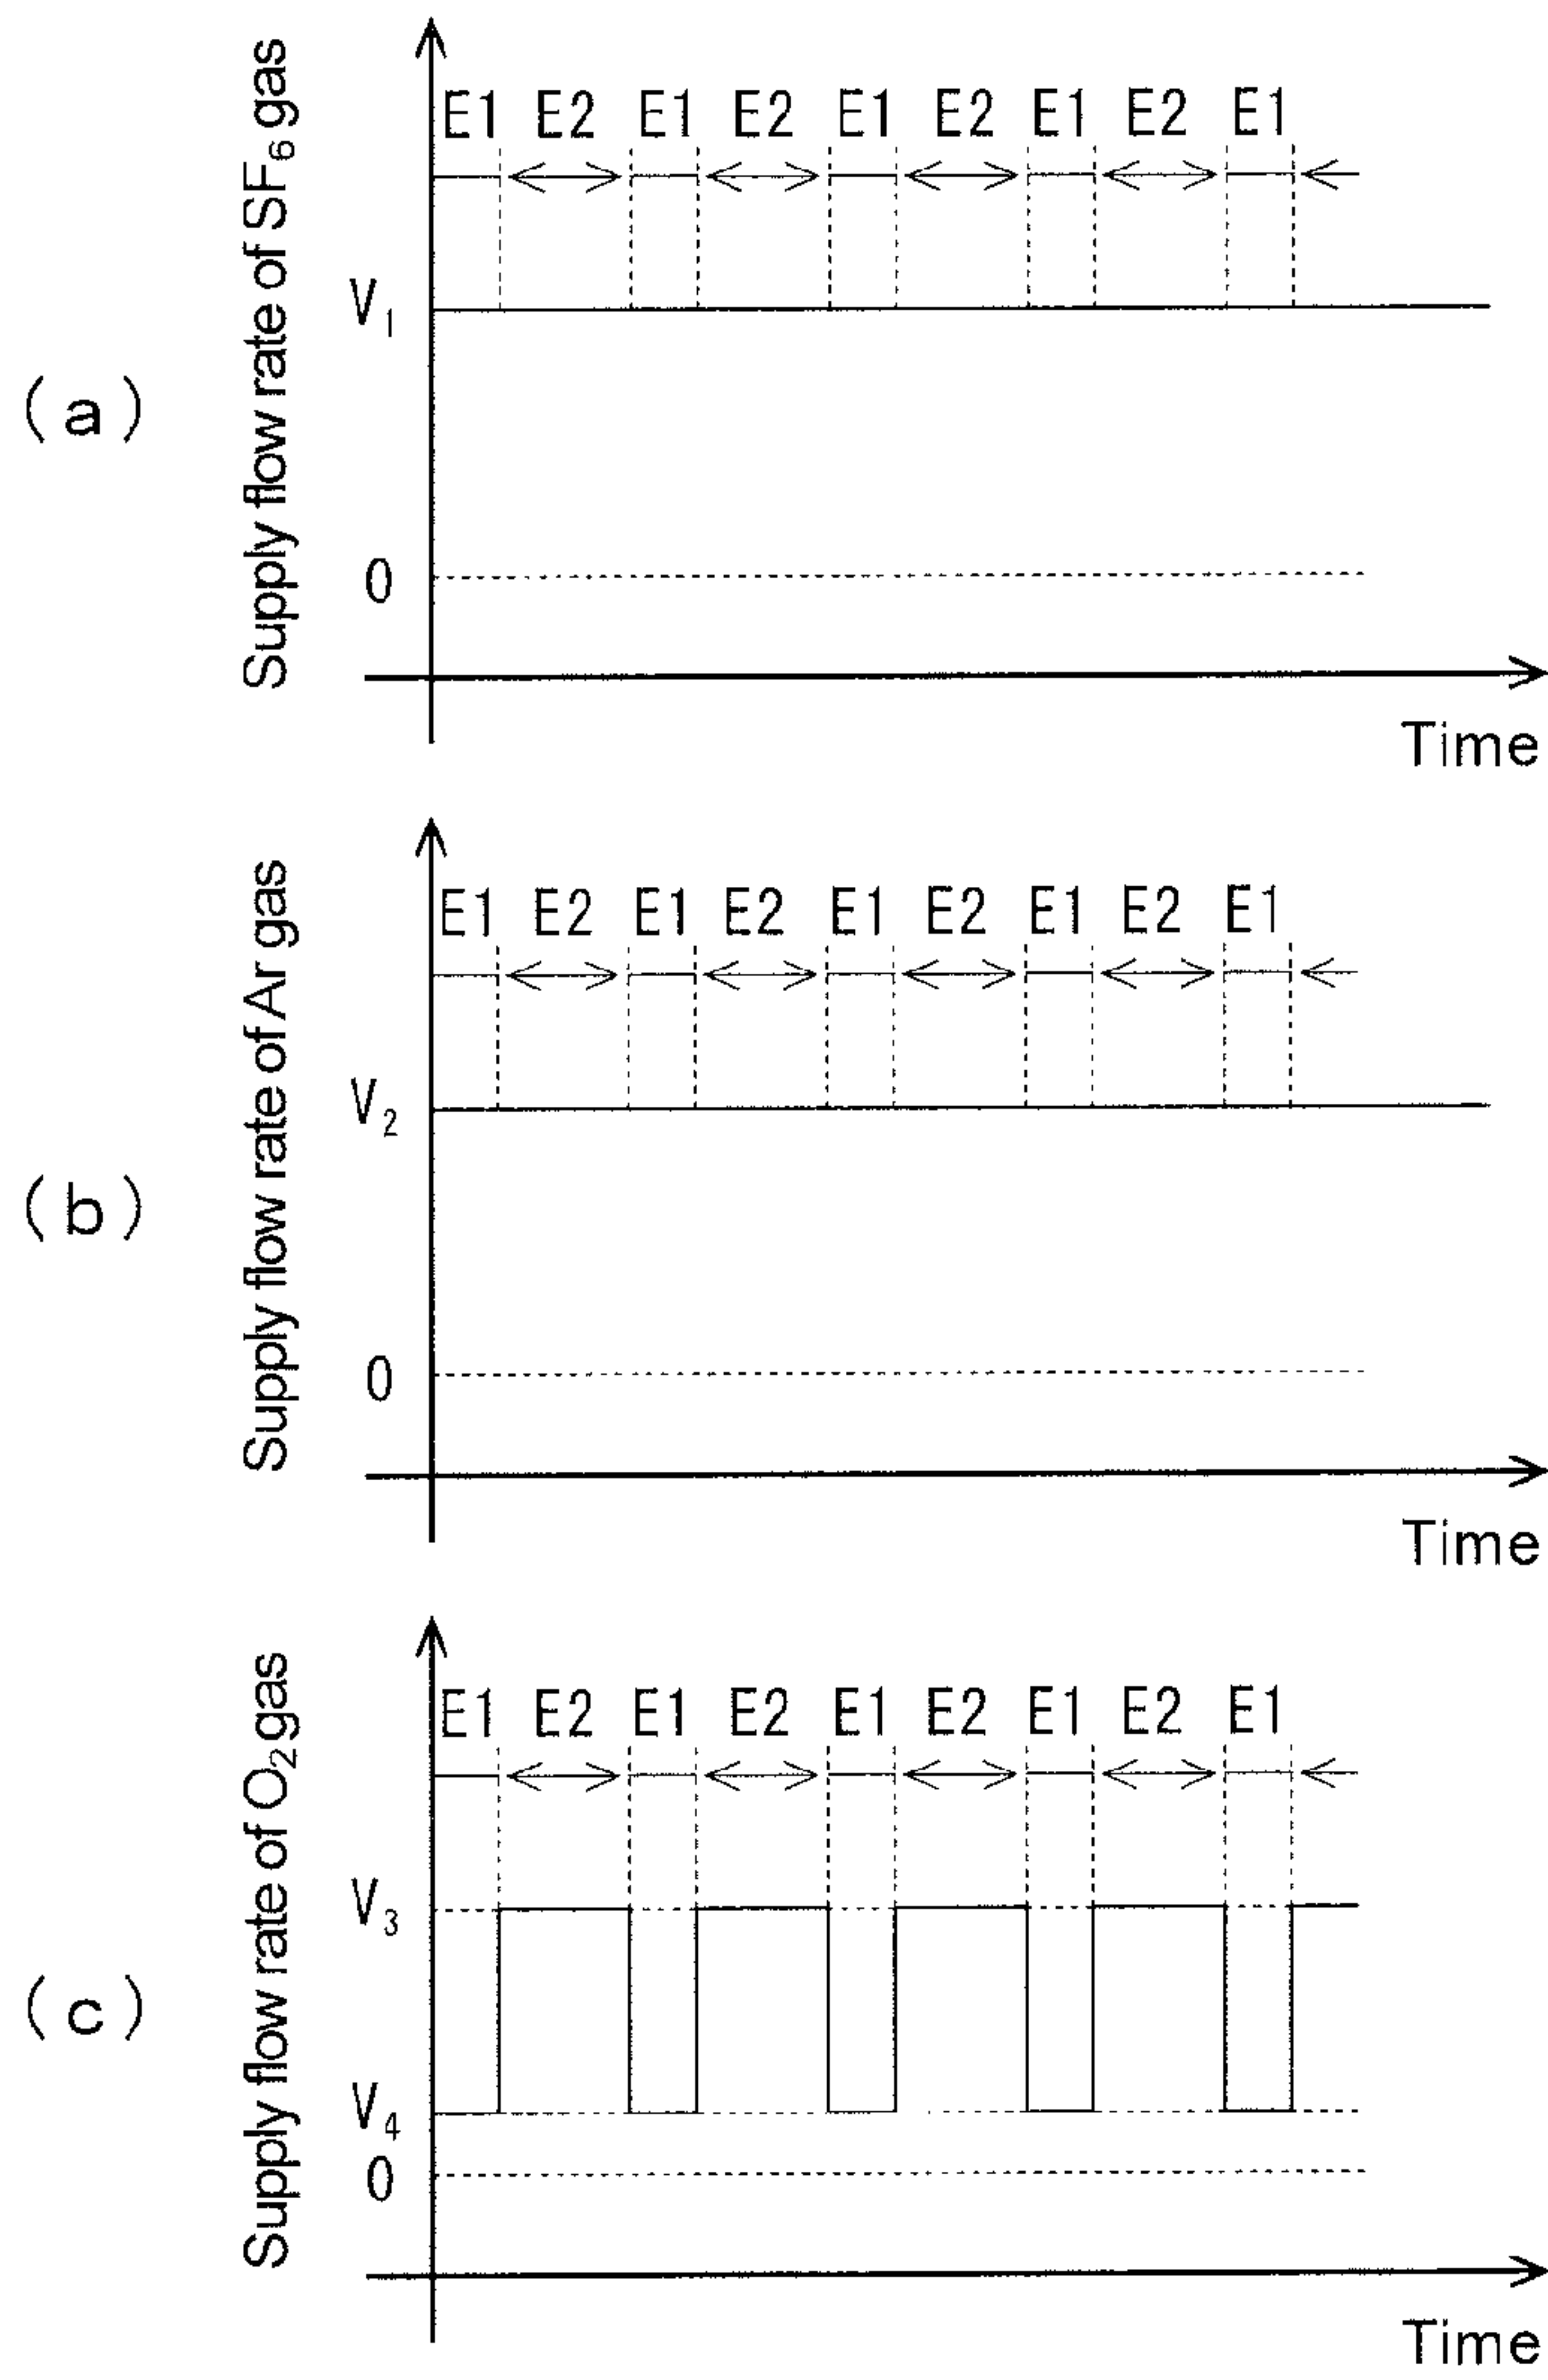 (a)
Supply flow rate of SF₆ gas
E1 E2 E1 E2 E1 E2 E1 E2 E1
V₁
0
Time
(b)
Supply flow rate of Ar gas
E1 E2 E1 E2 E1 E2 E1 E2 E1
V₂
0
Time
(c)
Supply flow rate of O₂ gas
E1 E2 E1 E2 E1 E2 E1 E2 E1
V₃
V₄
0
Time